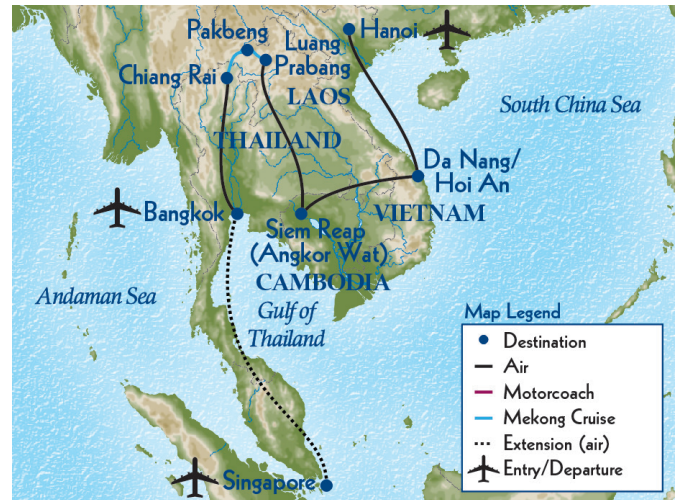 Pakbeng
Luang
Prabang
Hanoi
Chiang Rai
LAOS
South China Sea
THAILAND
Da Nang/
Hoi An
Bangkok
VIETNAM
Siem Reap
(Angkor Wat)
CAMBODIA
Andaman Sea
Gulf of
Thailand
Singapore
Map Legend
Destination
Air
Motorcoach
Mekong Cruise
Extension (air)
Entry/Departure